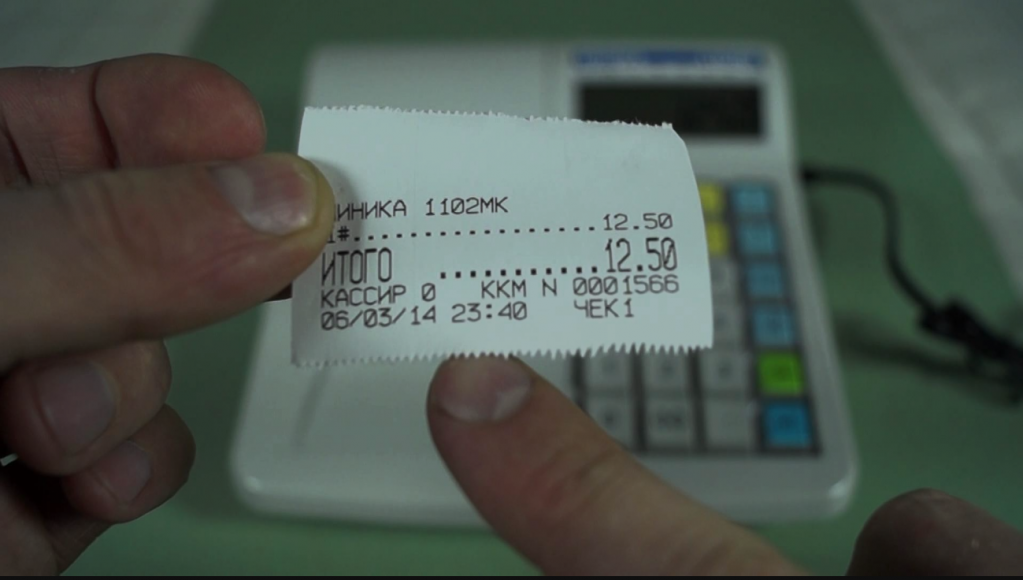 ИНИКА 1102МК
1#..................12.50
ИТОГО ...........12.50
КАССИР 0 ККМ N 0001566
06/03/14 23:40 ЧЕК1